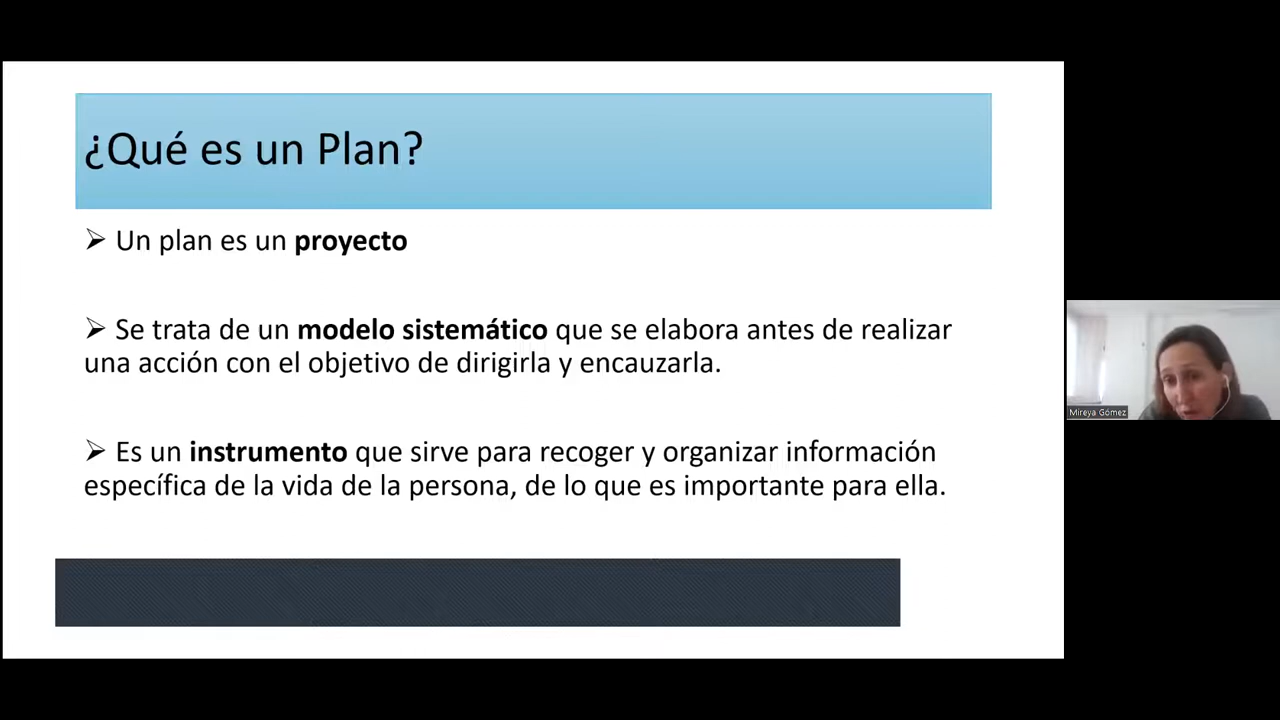 ¿Qué es un Plan?
➢ Un plan es un proyecto
➢ Se trata de un modelo sistemático que se elabora antes de realizar
una acción con el objetivo de dirigirla y encauzarla.
➢ Es un instrumento que sirve para recoger y organizar información
específica de la vida de la persona, de lo que es importante para ella.
Mireya Gómez